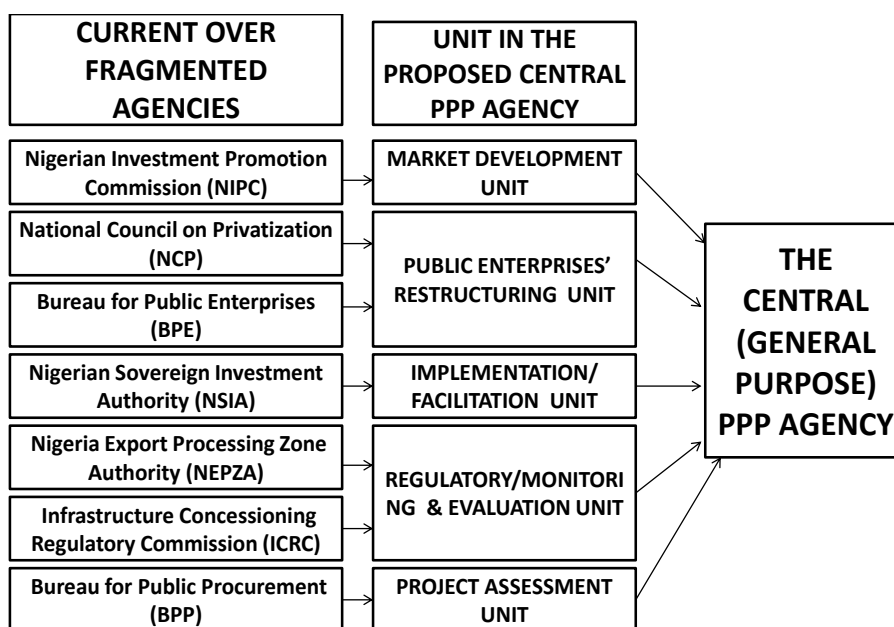 CURRENT OVER
FRAGMENTED
AGENCIES
UNIT IN THE
PROPOSED CENTRAL
PPP AGENCY
Nigerian Investment Promotion
Commission (NIPC)
MARKET DEVELOPMENT
UNIT
National Council on Privatization
(NCP)
Bureau for Public Enterprises
(BPE)
PUBLIC ENTERPRISES’
RESTRUCTURING UNIT
Nigerian Sovereign Investment
Authority (NSIA)
IMPLEMENTATION/
FACILITATION UNIT
Nigeria Export Processing Zone
Authority (NEPZA)
Infrastructure Concessioning
Regulatory Commission (ICRC)
REGULATORY/MONITORI
NG & EVALUATION UNIT
Bureau for Public Procurement
(BPP)
PROJECT ASSESSMENT
UNIT
THE
CENTRAL
(GENERAL
PURPOSE)
PPP AGENCY